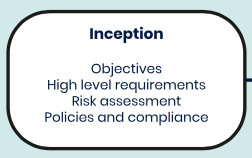 Inception
Objectives
High level requirements
Risk assessment
Policies and compliance